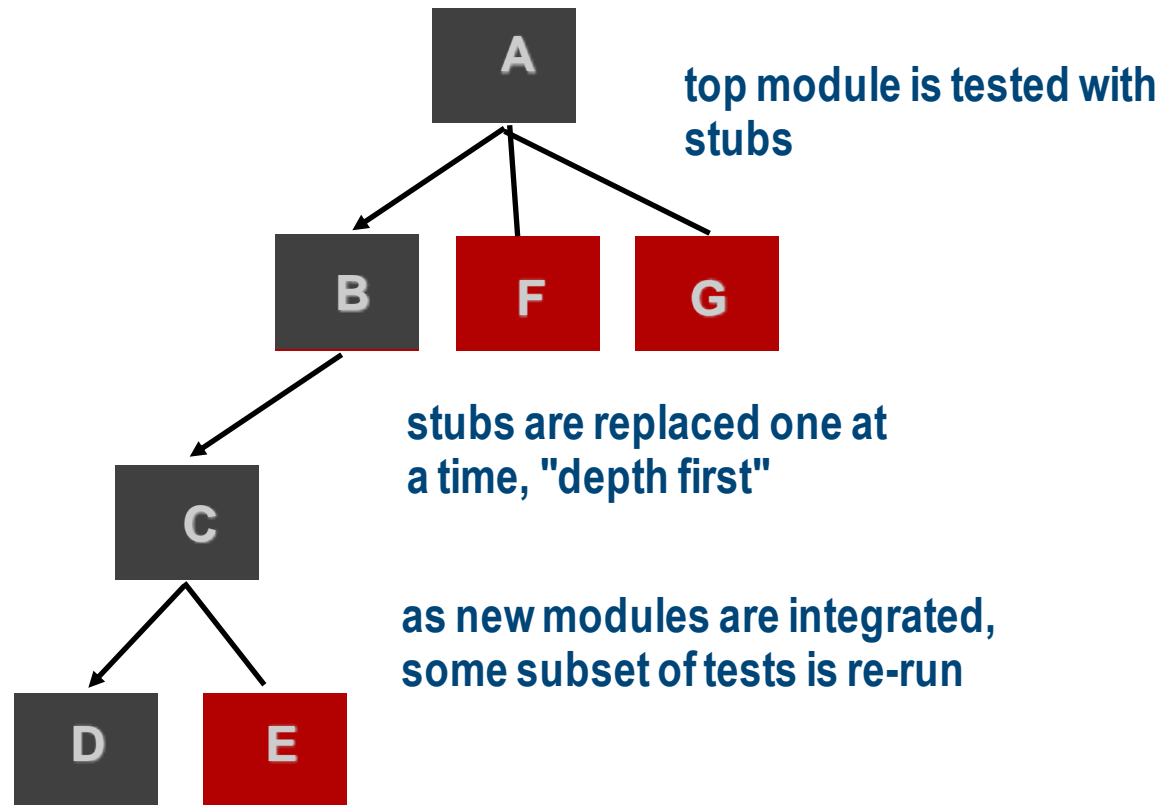 A
top module is tested with
stubs
B
F
G
stubs are replaced one at
a time, "depth first"
C
as new modules are integrated,
some subset of tests is re-run
D
E